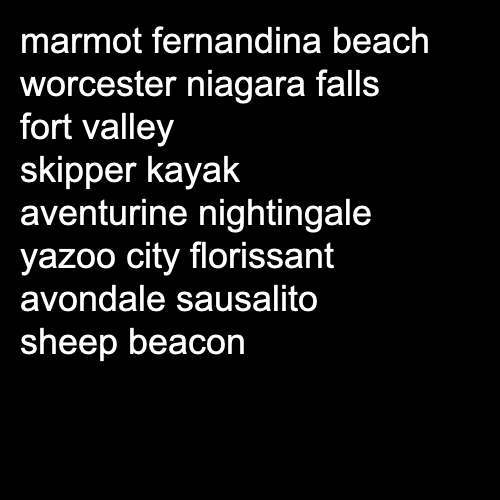 marmot fernandina beach
worcester niagara falls
fort valley
skipper kayak
aventurine nightingale
yazoo city florissant
avondale sausalito
sheep beacon